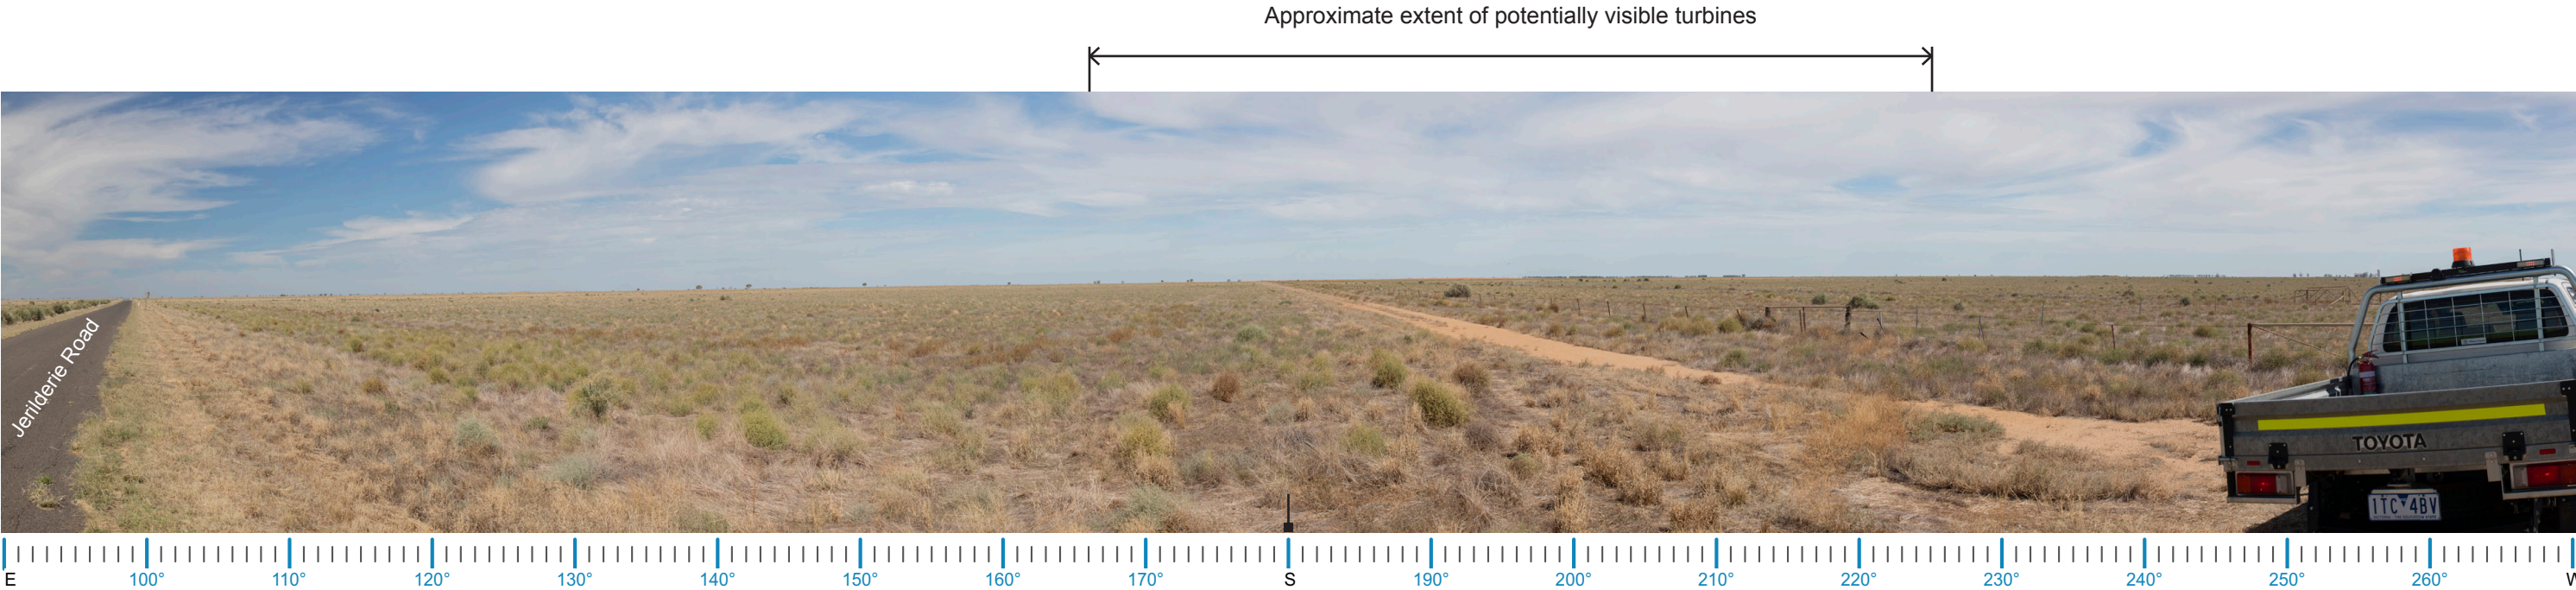 Approximate extent of potentially visible turbines
Jerilderie Road
TOYOTA
1TC 4BV
E 100° 110° 120° 130° 140° 150° 160° 170° S 190° 200° 210° 220° 230° 240° 250° 260° W